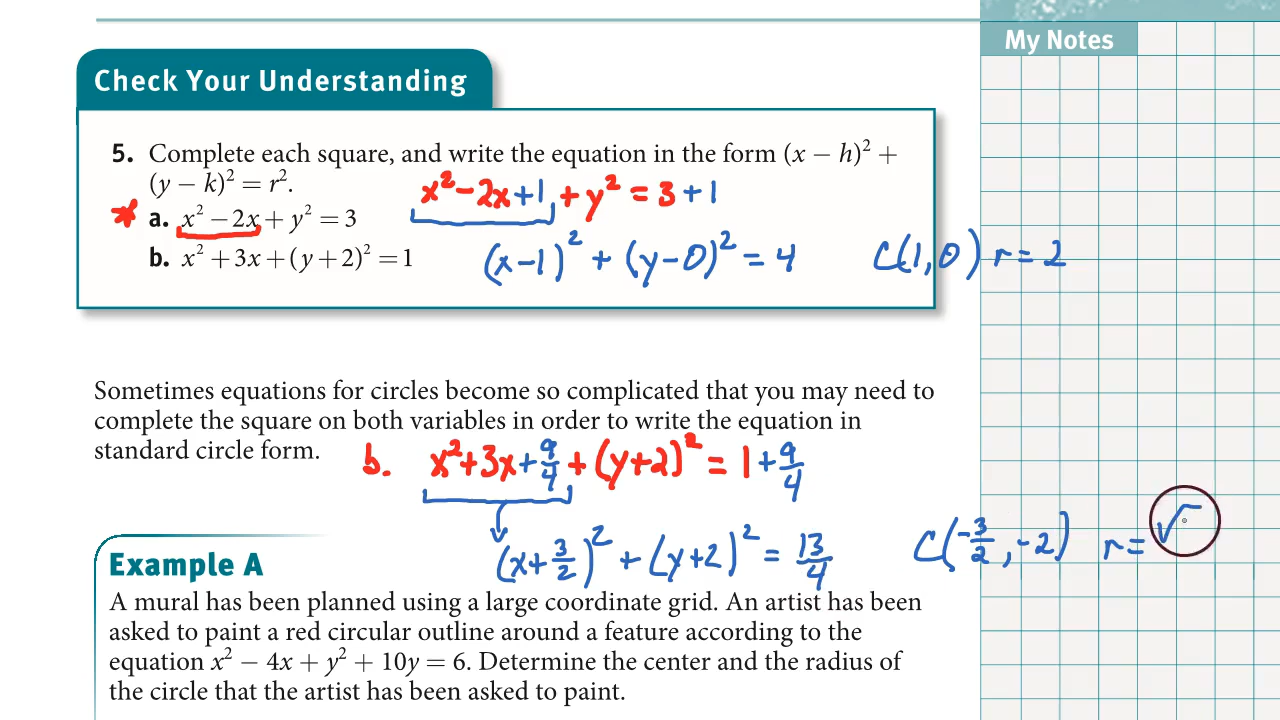 My Notes
Check Your Understanding
5. Complete each square, and write the equation in the form (x − h)² +
(y − k)² = r².
x² − 2x + 1 + y² = 3 + 1
* a. x² − 2x + y² = 3
b. x² + 3x + (y + 2)² = 1
(x − 1)² + (y − 0)² = 4 C(1, 0) r = 2
Sometimes equations for circles become so complicated that you may need to
complete the square on both variables in order to write the equation in
standard circle form.
b. x² + 3x + 9/4 + (y + 2)² = 1 + 9/4
(x + 3/2)² + (y + 2)² = 13/4 C(-3/2, -2) r = √
Example A
A mural has been planned using a large coordinate grid. An artist has been
asked to paint a red circular outline around a feature according to the
equation x² − 4x + y² + 10y = 6. Determine the center and the radius of
the circle that the artist has been asked to paint.